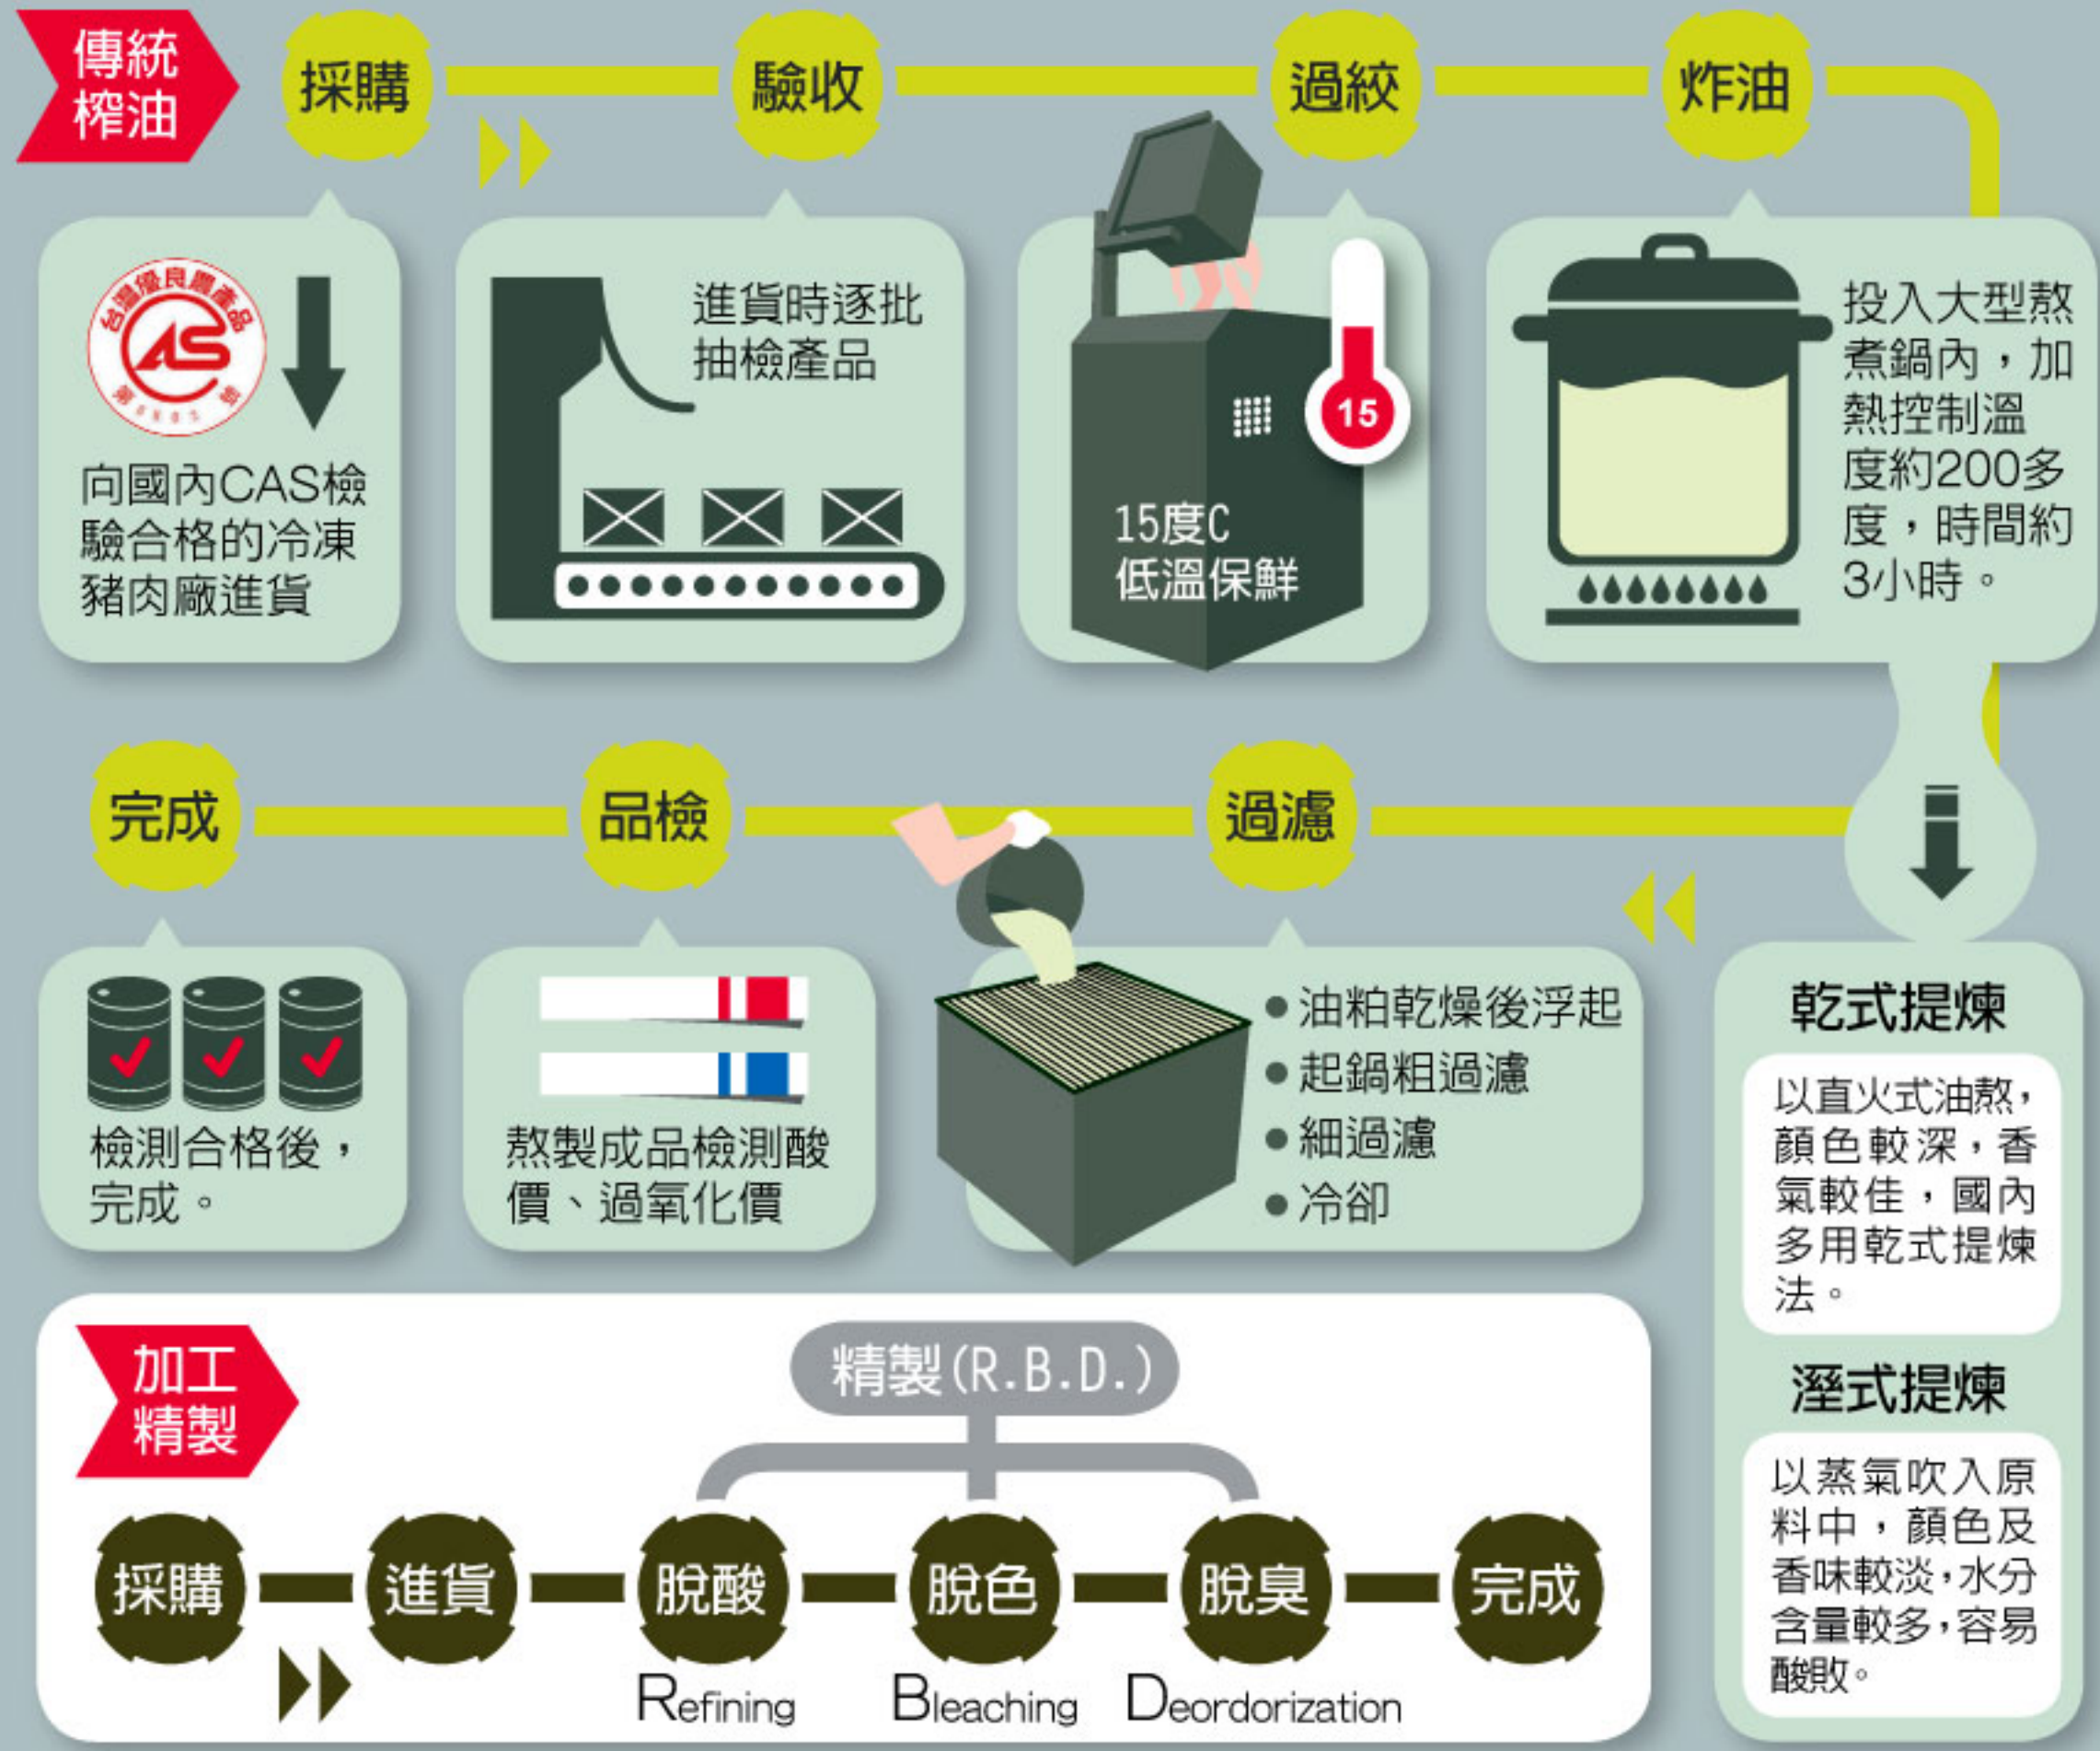 傳統
榨油
採購
驗收
過絞
炸油
台灣優良農產品
CAS
第 號
向國內CAS檢
驗合格的冷凍
豬肉廠進貨
進貨時逐批
抽檢產品
15
15度C
低溫保鮮
投入大型熬
煮鍋內，加
熱控制溫
度約200多
度，時間約
3小時。
完成
品檢
過濾
檢測合格後，
完成。
熬製成品檢測酸
價、過氧化價
●油粕乾燥後浮起
●起鍋粗過濾
●細過濾
●冷卻
乾式提煉
以直火式油熬，
顏色較深，香
氣較佳，國內
多用乾式提煉
法。
溼式提煉
以蒸氣吹入原
料中，顏色及
香味較淡，水分
含量較多，容易
酸敗。
加工
精製
精製(R.B.D.)
採購
進貨
脫酸
脫色
脫臭
完成
Refining
Bleaching
Deordorization